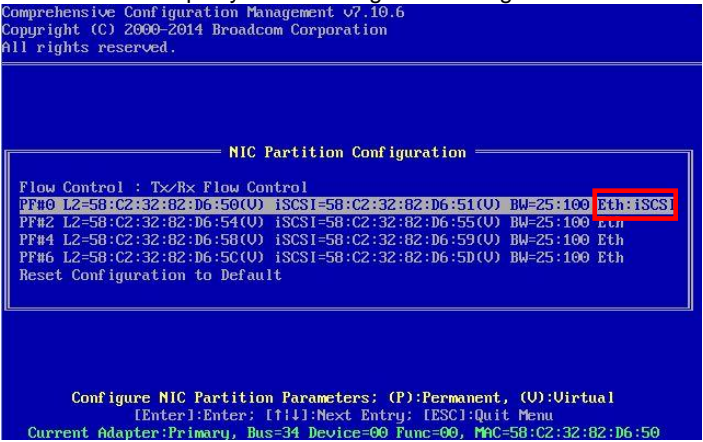 Comprehensive Configuration Management v7.10.6
Copyright (C) 2000-2014 Broadcom Corporation
All rights reserved.
NIC Partition Configuration
Flow Control : Tx/Rx Flow Control
PF#0 L2=58:C2:32:82:D6:50(V) iSCSI=58:C2:32:82:D6:51(V) BW=25:100 Eth:iSCSI
PF#2 L2=58:C2:32:82:D6:54(V) iSCSI=58:C2:32:82:D6:55(V) BW=25:100 Eth
PF#4 L2=58:C2:32:82:D6:58(V) iSCSI=58:C2:32:82:D6:59(V) BW=25:100 Eth
PF#6 L2=58:C2:32:82:D6:5C(V) iSCSI=58:C2:32:82:D6:5D(V) BW=25:100 Eth
Reset Configuration to Default
Configure NIC Partition Parameters; (P):Permanent, (V):Virtual
[Enter]:Enter; [↑|↓]:Next Entry; [ESC]:Quit Menu
Current Adapter:Primary, Bus=34 Device=00 Func=00, MAC=58:C2:32:82:D6:50